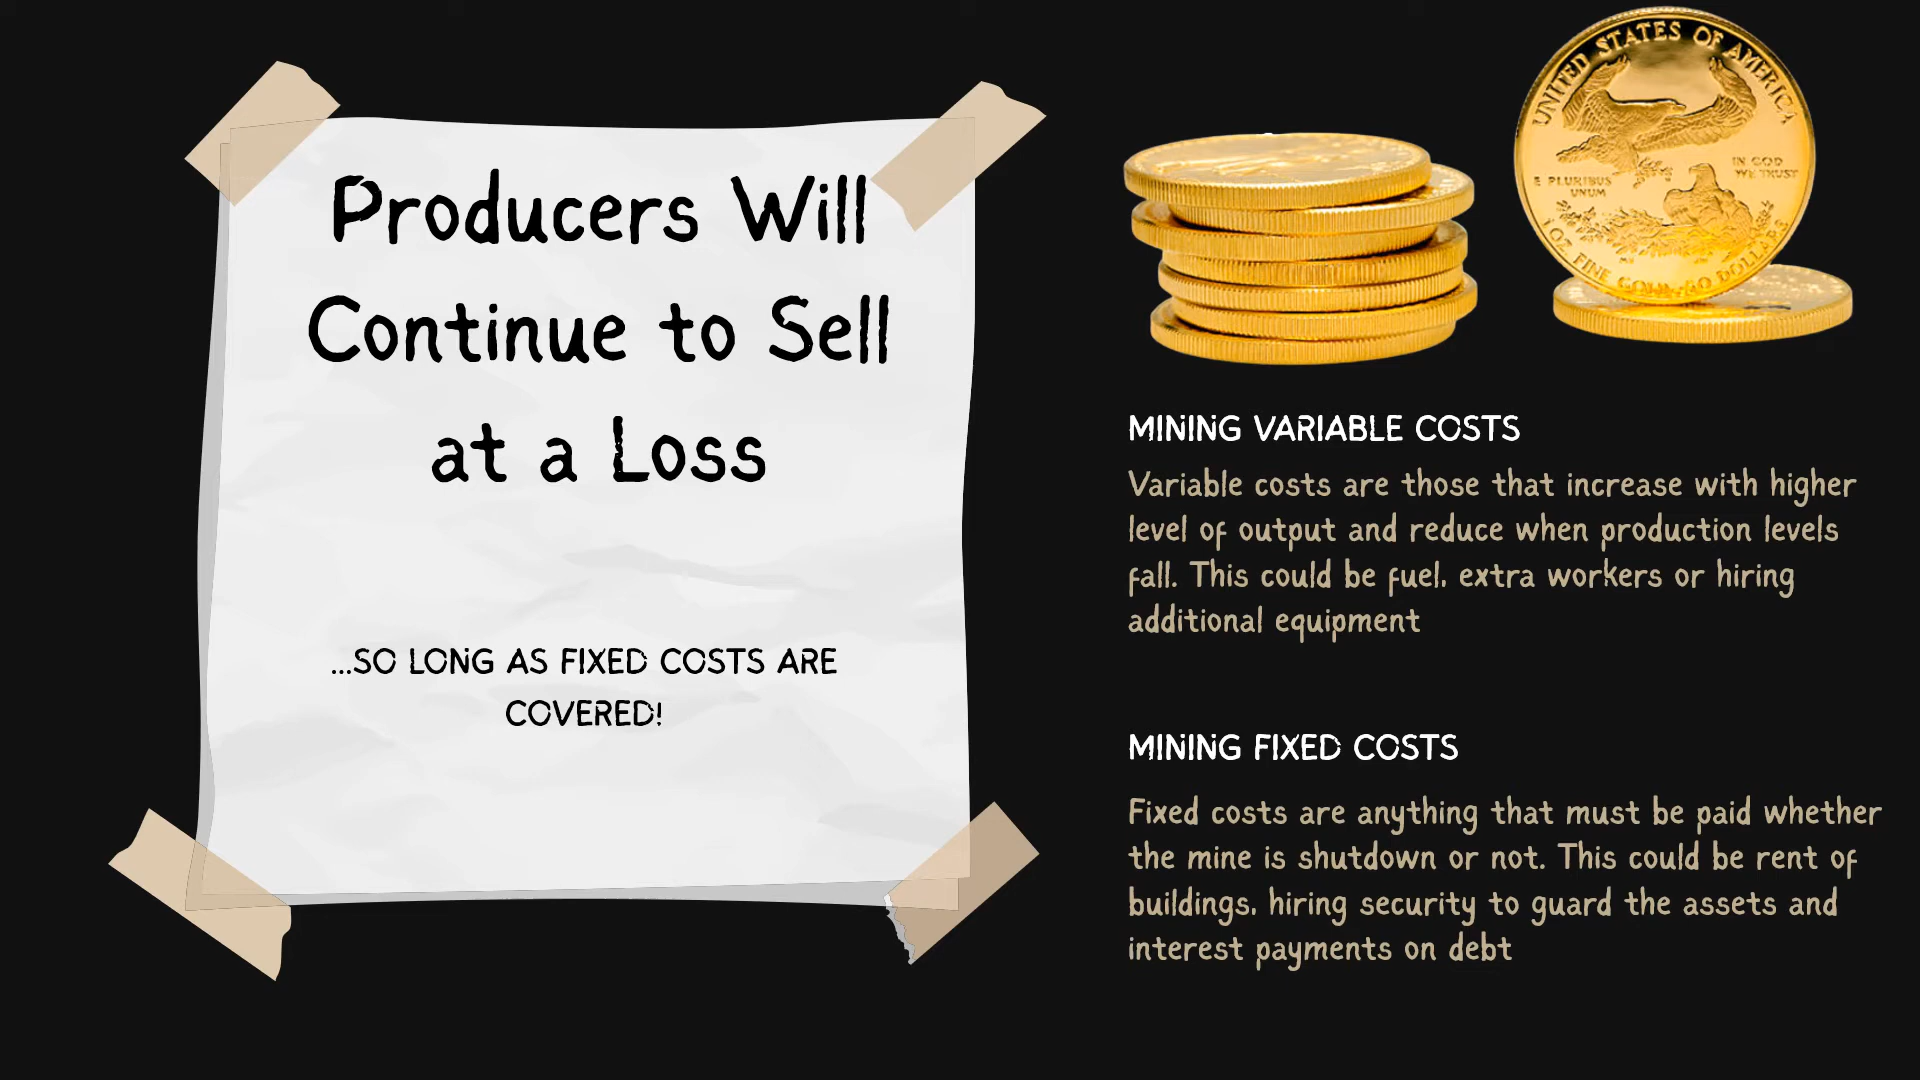 Producers Will
Continue to Sell
at a Loss
...SO LONG AS FIXED COSTS ARE
COVERED!
UNITED STATES OF AMERICA
E PLURIBUS
UNUM
IN GOD
WE TRUST
1 OZ. FINE GOLD~50 DOLLARS
MINING VARIABLE COSTS
Variable costs are those that increase with higher
level of output and reduce when production levels
fall. This could be fuel, extra workers or hiring
additional equipment
MINING FIXED COSTS
Fixed costs are anything that must be paid whether
the mine is shutdown or not. This could be rent of
buildings, hiring security to guard the assets and
interest payments on debt